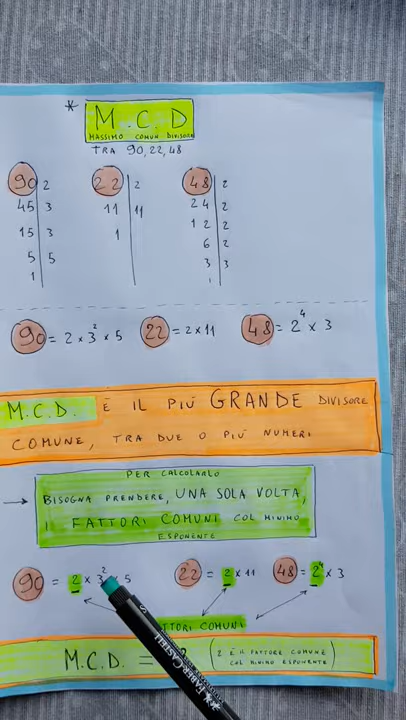 * M.C.D
MASSIMO COMUN DIVISORE
TRA 90, 22, 48
90 2
45 3
15 3
5 5
1
22 2
11 11
1
48 2
24 2
12 2
6 2
3 3
1
90 = 2 x 3² x 5
22 = 2 x 11
48 = 2⁴ x 3
M.C.D. È IL PIÙ GRANDE DIVISORE
COMUNE, TRA DUE O PIÙ NUMERI
PER CALCOLARLO
→ BISOGNA PRENDERE, UNA SOLA VOLTA,
I FATTORI COMUNI COL MINIMO
ESPONENTE
90 = 2 x 3² 5
22 = 2 x 11
48 = 2⁴ x 3
FATTORI COMUNI
M.C.D. = 2 (2 È IL FATTORE COMUNE
COL MINIMO ESPONENTE)
FABER-CASTELL